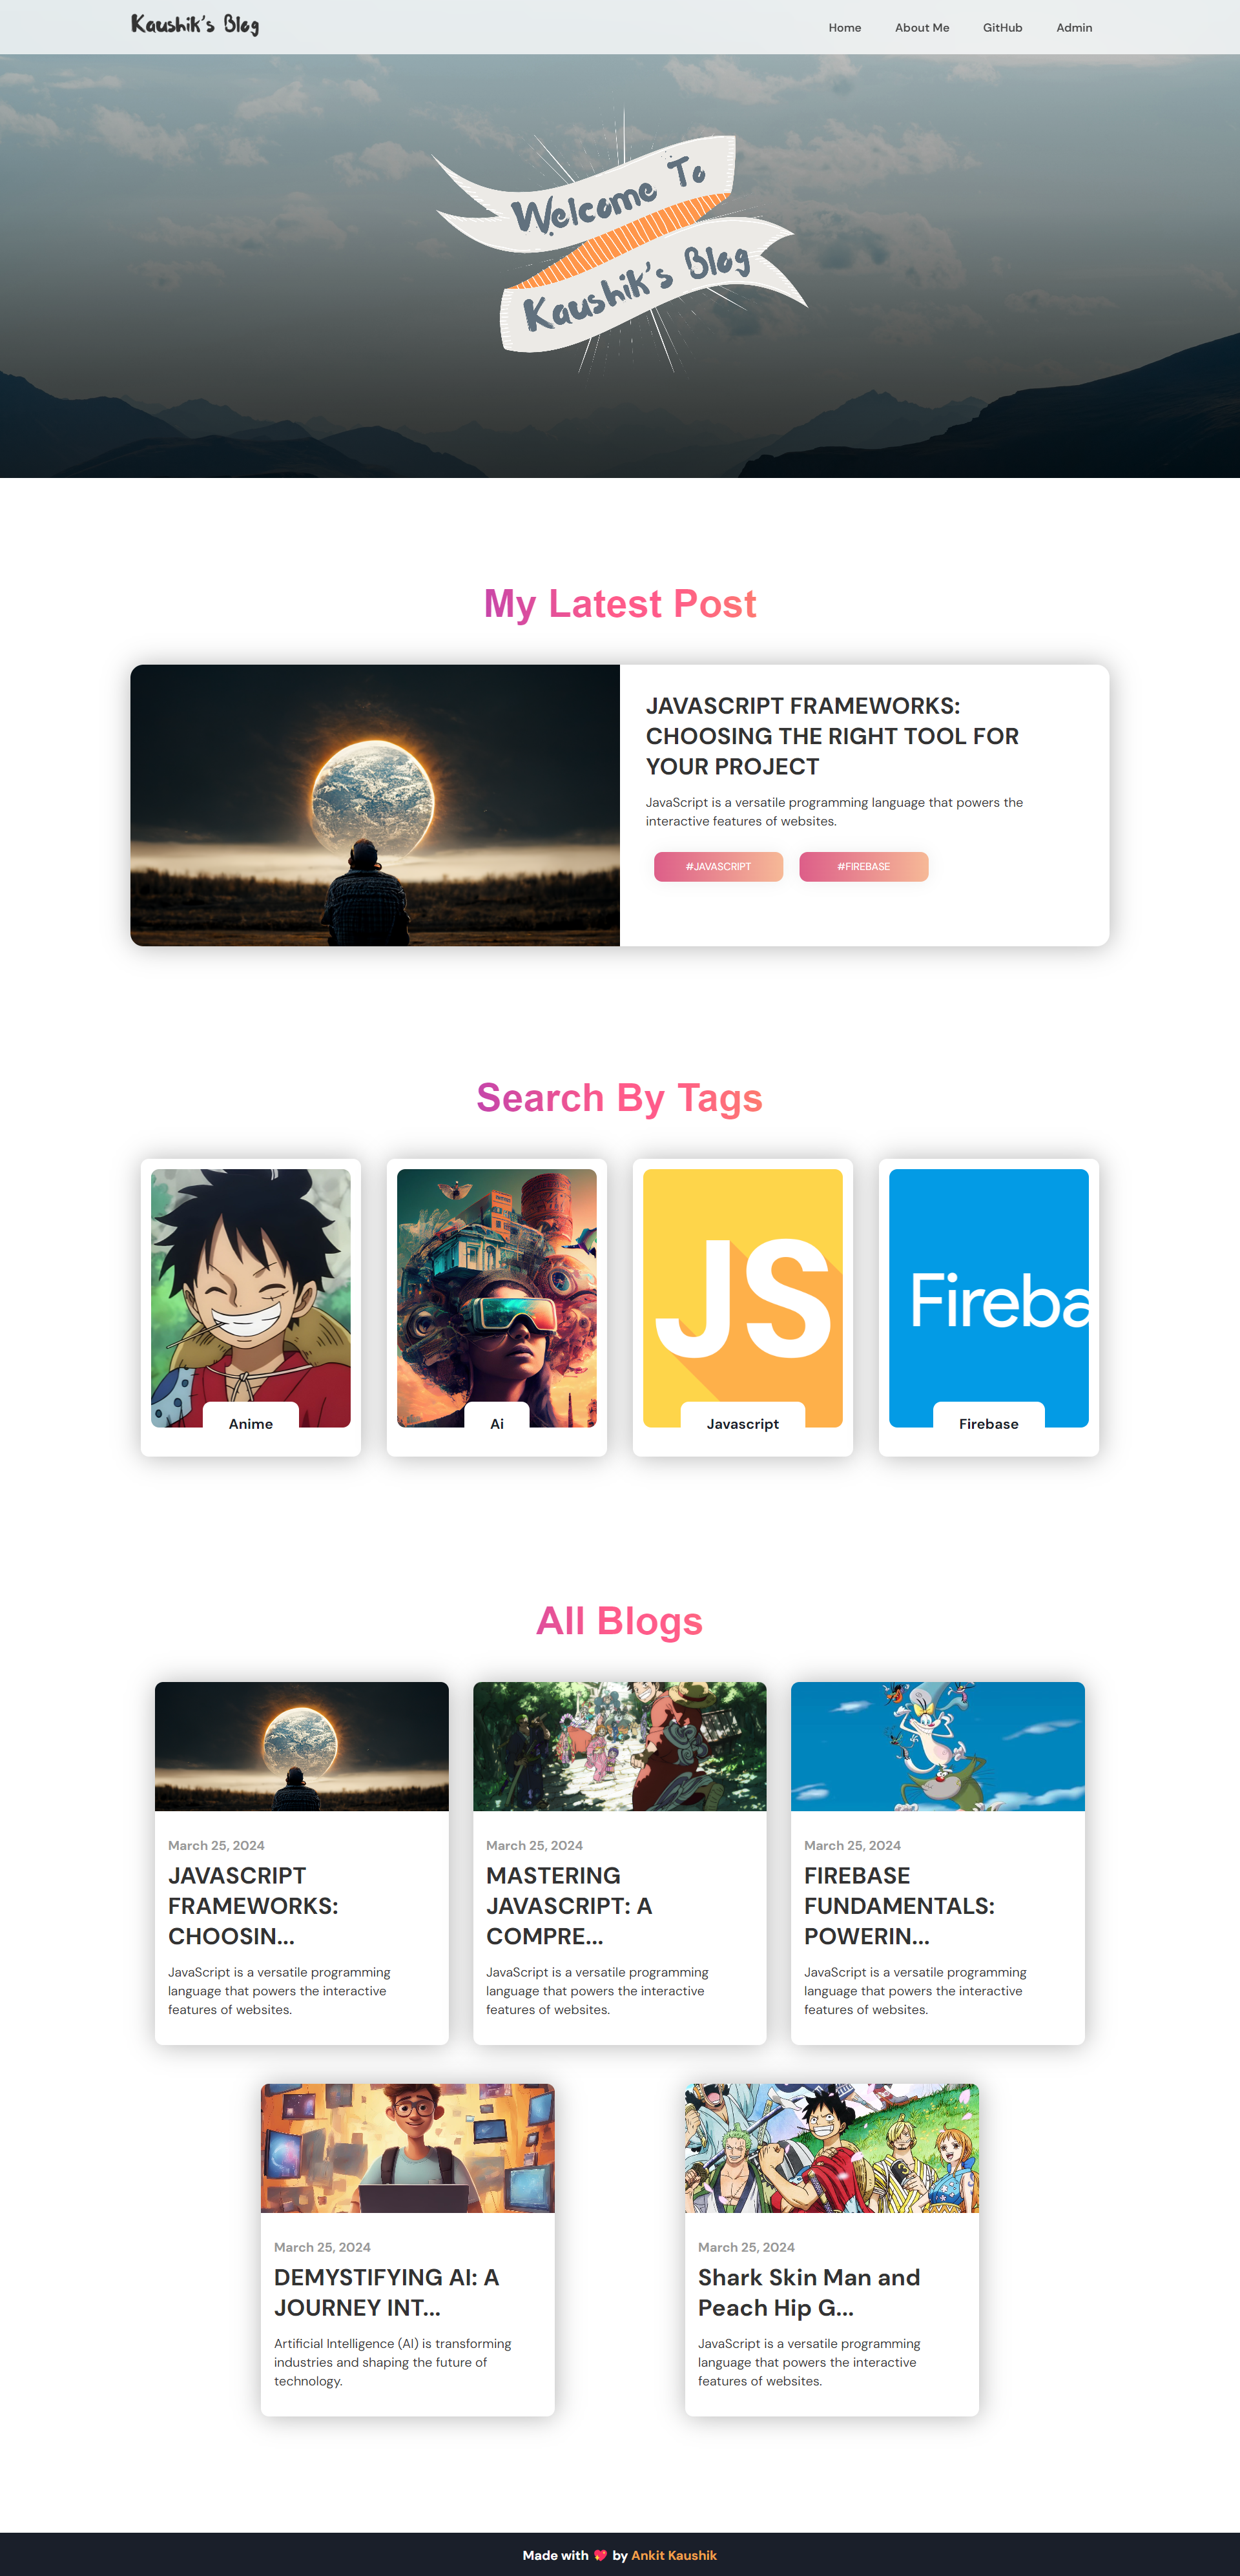 Kaushik's Blog
Home About Me GitHub Admin
Welcome To
Kaushik's Blog
My Latest Post
JAVASCRIPT FRAMEWORKS:
CHOOSING THE RIGHT TOOL FOR
YOUR PROJECT
JavaScript is a versatile programming language that powers the
interactive features of websites.
#JAVASCRIPT #FIREBASE
Search By Tags
JS
Fireba
Anime
Ai
Javascript
Firebase
All Blogs
March 25, 2024
JAVASCRIPT
FRAMEWORKS:
CHOOSIN...
JavaScript is a versatile programming
language that powers the interactive
features of websites.
March 25, 2024
MASTERING
JAVASCRIPT: A
COMPRE...
JavaScript is a versatile programming
language that powers the interactive
features of websites.
March 25, 2024
FIREBASE
FUNDAMENTALS:
POWERIN...
JavaScript is a versatile programming
language that powers the interactive
features of websites.
March 25, 2024
DEMYSTIFYING AI: A
JOURNEY INT...
Artificial Intelligence (AI) is transforming
industries and shaping the future of
technology.
March 25, 2024
Shark Skin Man and
Peach Hip G...
JavaScript is a versatile programming
language that powers the interactive
features of websites.
Made with 💖 by Ankit Kaushik